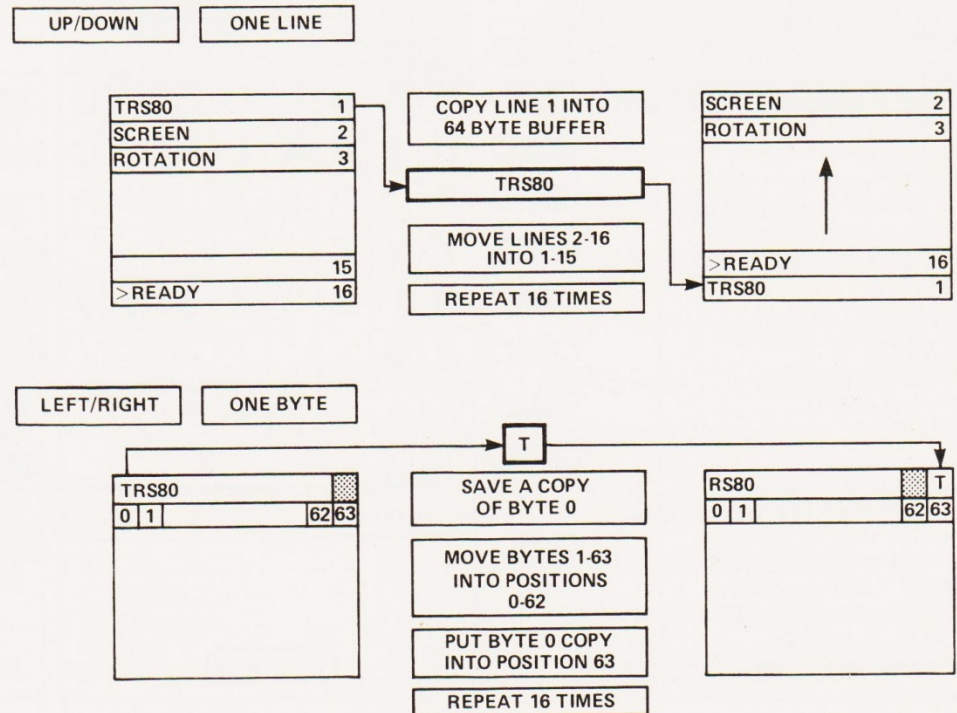 UP/DOWN ONE LINE
TRS80 1
SCREEN 2
ROTATION 3
15
>READY 16
COPY LINE 1 INTO
64 BYTE BUFFER
TRS80
MOVE LINES 2-16
INTO 1-15
REPEAT 16 TIMES
SCREEN 2
ROTATION 3
>READY 16
TRS80 1
LEFT/RIGHT ONE BYTE
T
TRS80
0 1 62 63
SAVE A COPY
OF BYTE 0
MOVE BYTES 1-63
INTO POSITIONS
0-62
PUT BYTE 0 COPY
INTO POSITION 63
REPEAT 16 TIMES
RS80 T
0 1 62 63